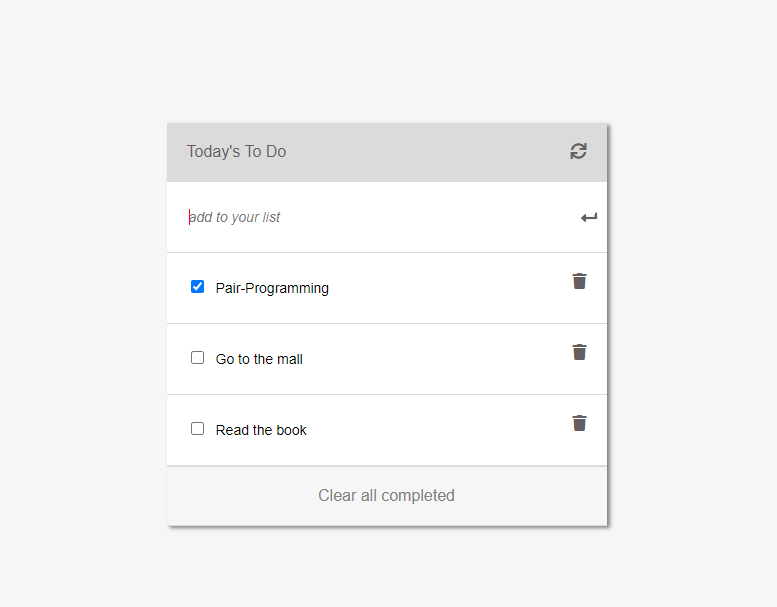 Today's To Do
add to your list
Pair-Programming
Go to the mall
Read the book
Clear all completed